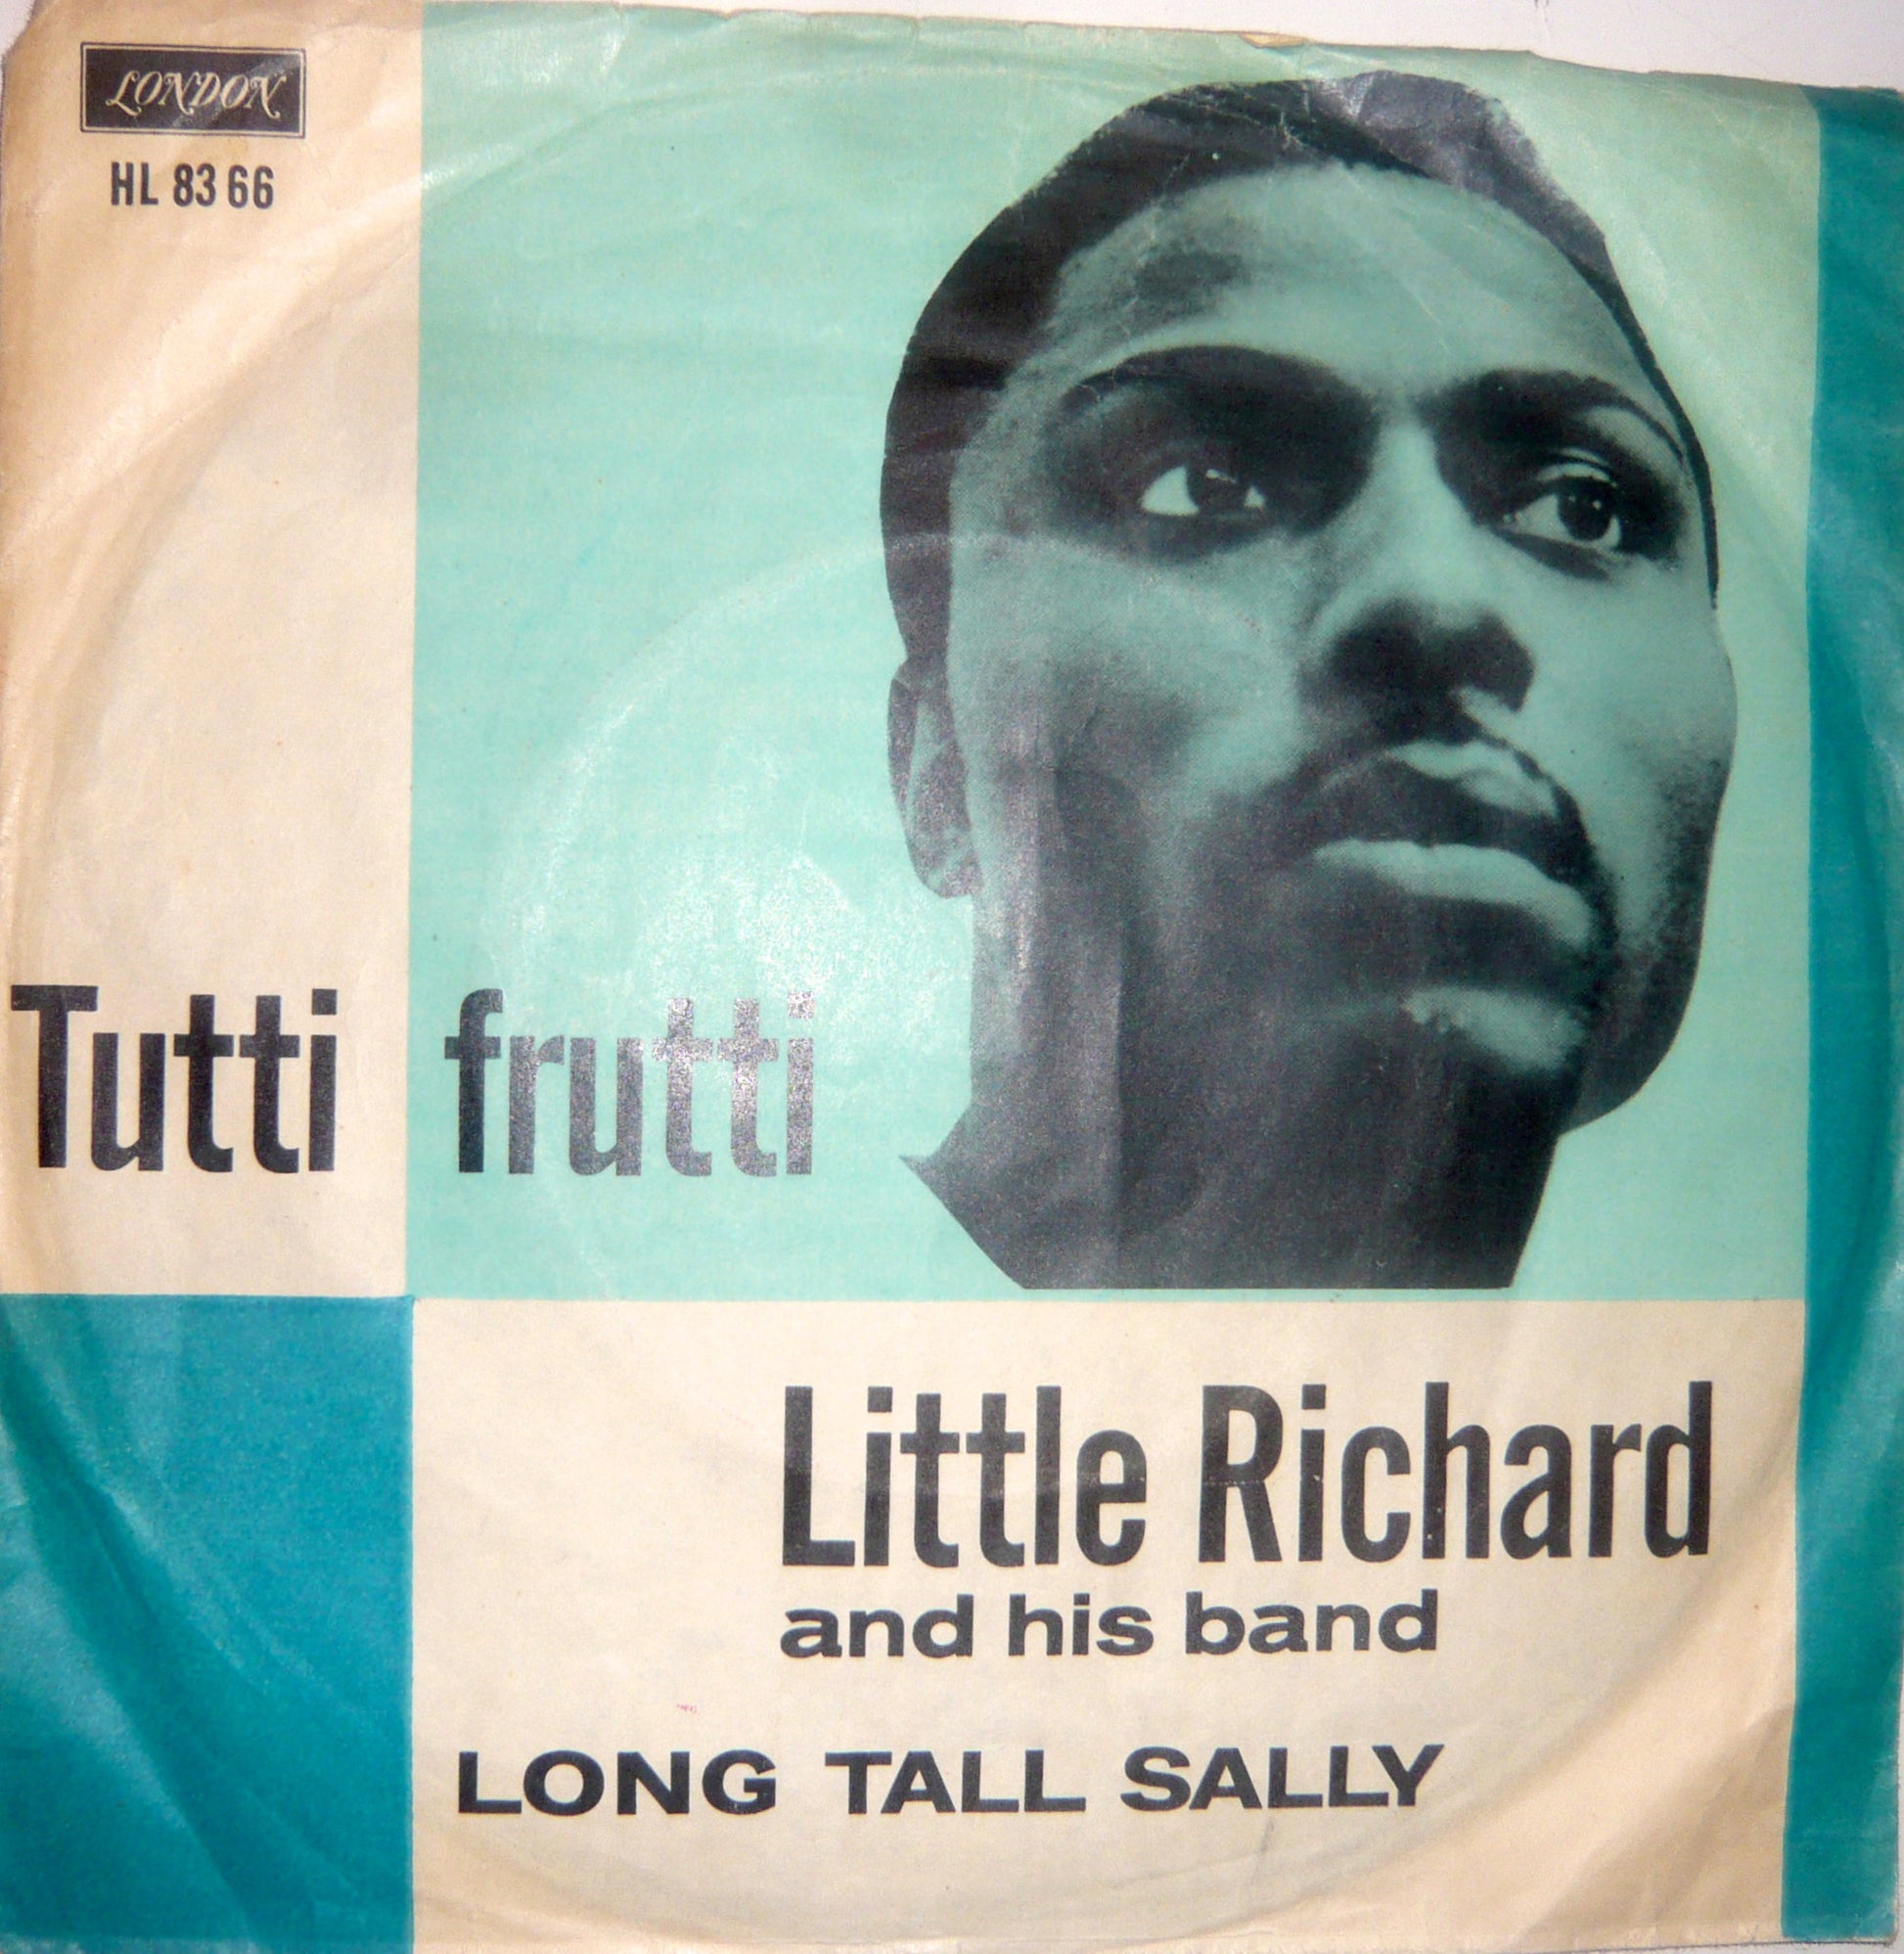 LONDON
HL 83 66
Tutti frutti
Little Richard
and his band
LONG TALL SALLY